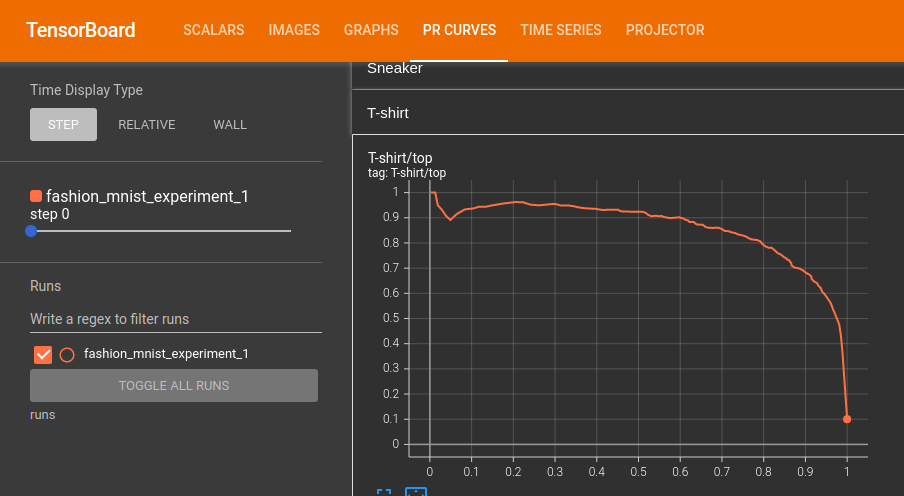 TensorBoard
SCALARS IMAGES GRAPHS PR CURVES TIME SERIES PROJECTOR
Time Display Type
STEP RELATIVE WALL
fashion_mnist_experiment_1
step 0
Runs
Write a regex to filter runs
fashion_mnist_experiment_1
TOGGLE ALL RUNS
runs
Sneaker
T-shirt
T-shirt/top
tag: T-shirt/top
1
0.9
0.8
0.7
0.6
0.5
0.4
0.3
0.2
0.1
0
0 0.1 0.2 0.3 0.4 0.5 0.6 0.7 0.8 0.9 1